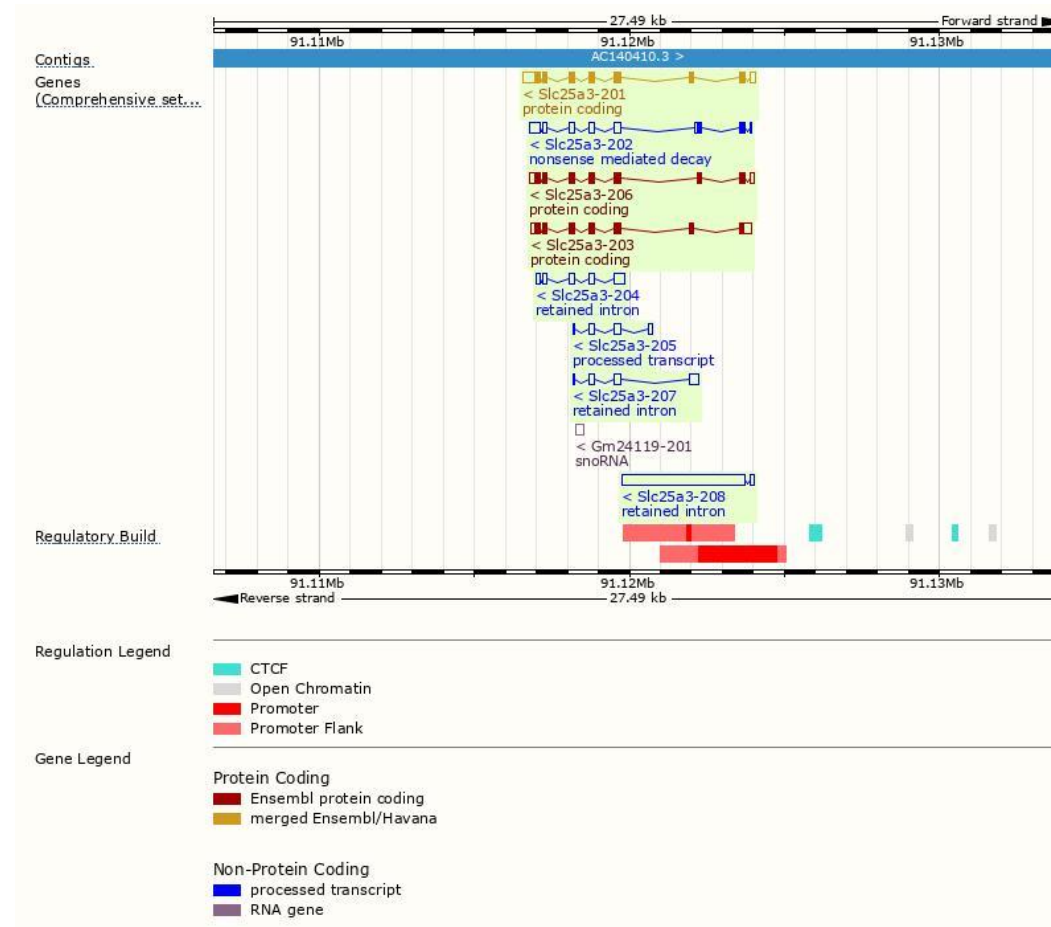 27.49 kb Forward strand
91.11Mb 91.12Mb 91.13Mb
Contigs AC140410.3 >
Genes
(Comprehensive set...
< Slc25a3-201
protein coding
< Slc25a3-202
nonsense mediated decay
< Slc25a3-206
protein coding
< Slc25a3-203
protein coding
< Slc25a3-204
retained intron
< Slc25a3-205
processed transcript
< Slc25a3-207
retained intron
< Gm24119-201
snoRNA
< Slc25a3-208
retained intron
Regulatory Build
91.11Mb 91.12Mb 91.13Mb
Reverse strand 27.49 kb
Regulation Legend
CTCF
Open Chromatin
Promoter
Promoter Flank
Gene Legend
Protein Coding
Ensembl protein coding
merged Ensembl/Havana
Non-Protein Coding
processed transcript
RNA gene